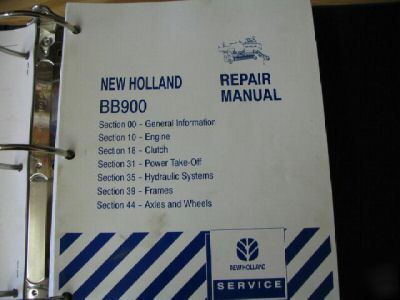 NEW HOLLAND
BB900
REPAIR
MANUAL
Section 00 - General Information
Section 10 - Engine
Section 18 - Clutch
Section 31 - Power Take-Off
Section 35 - Hydraulic Systems
Section 39 - Frames
Section 44 - Axles and Wheels
NEW HOLLAND
SERVICE